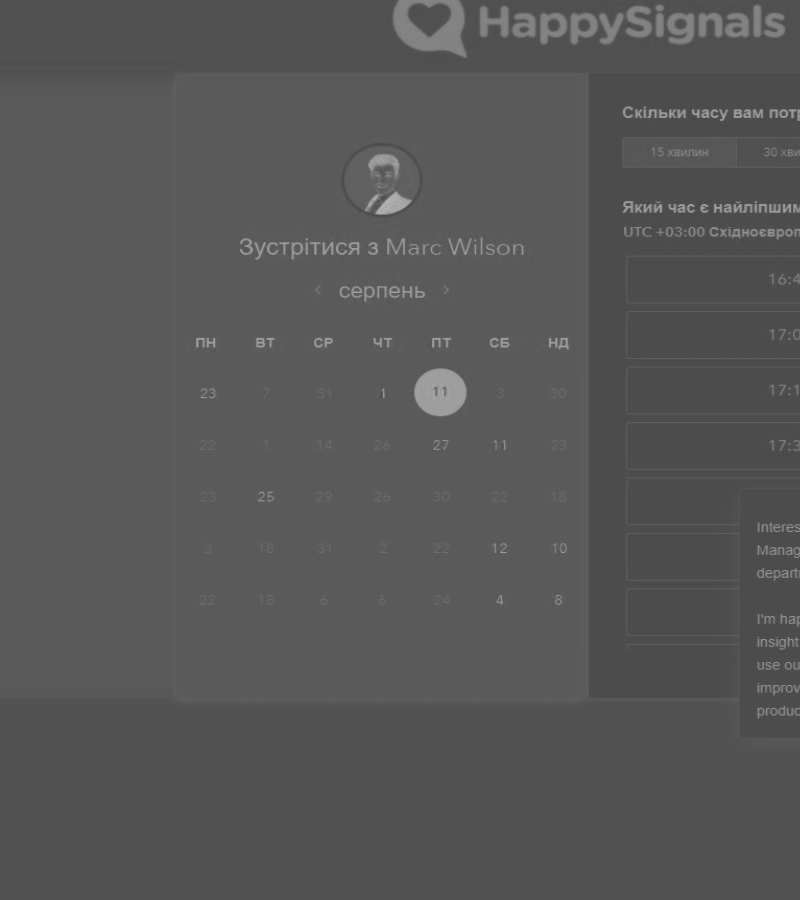 HappySignals
Зустрітися з Marc Wilson
серпень
ПН ВТ СР ЧТ ПТ СБ НД
23 7 31 1 11 3 30
22 1 14 26 27 11 23
23 25 29 26 30 22 18
3 18 31 2 22 12 10
22 18 6 6 24 4 8
Скільки часу вам потр
15 хвилин 30 хви
Який час є найліпшим
UTC +03:00 Східноєвроп
16:4
17:0
17:1
17:3
Interes
Manag
departr
I'm hap
insight
use ou
improv
produc